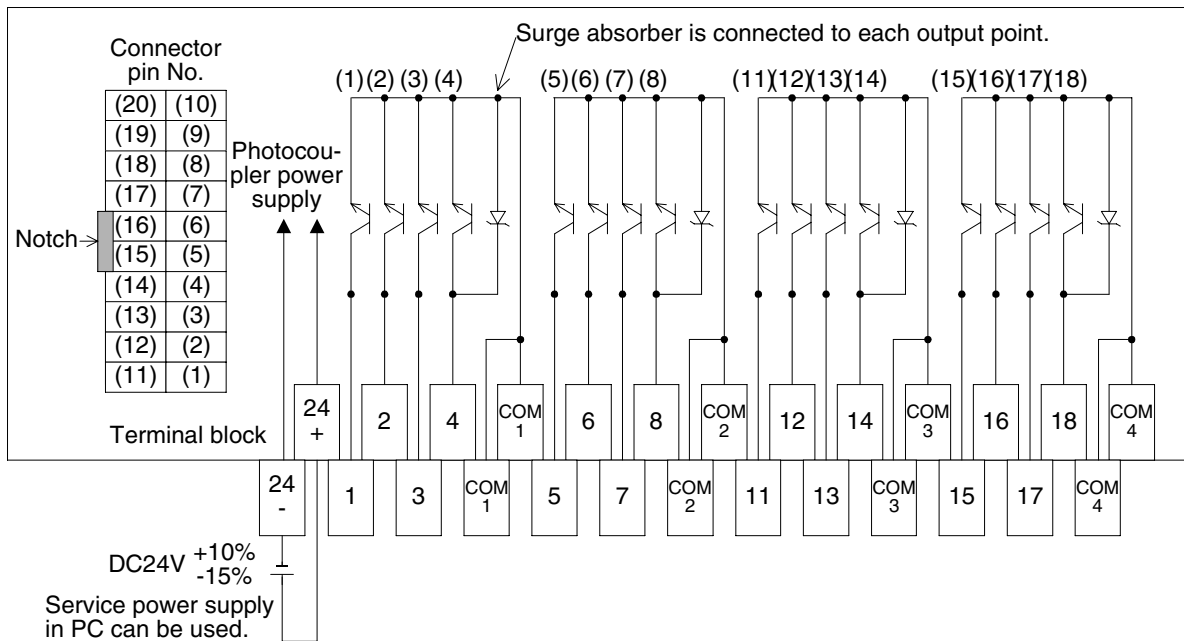 Surge absorber is connected to each output point.
Connector
pin No.
(1) (2) (3) (4) (5) (6) (7) (8) (11) (12) (13) (14) (15) (16) (17) (18)
(20) (10)
(19) (9)
(18) (8)
(17) (7)
(16) (6)
(15) (5)
(14) (4)
(13) (3)
(12) (2)
(11) (1)
Photocou-
pler power
supply
Notch
Terminal block
24 + 2 4 COM 1 6 8 COM 2 12 14 COM 3 16 18 COM 4
24 - 1 3 COM 1 5 7 COM 2 11 13 COM 3 15 17 COM 4
DC24V +10%
-15%
Service power supply
in PC can be used.